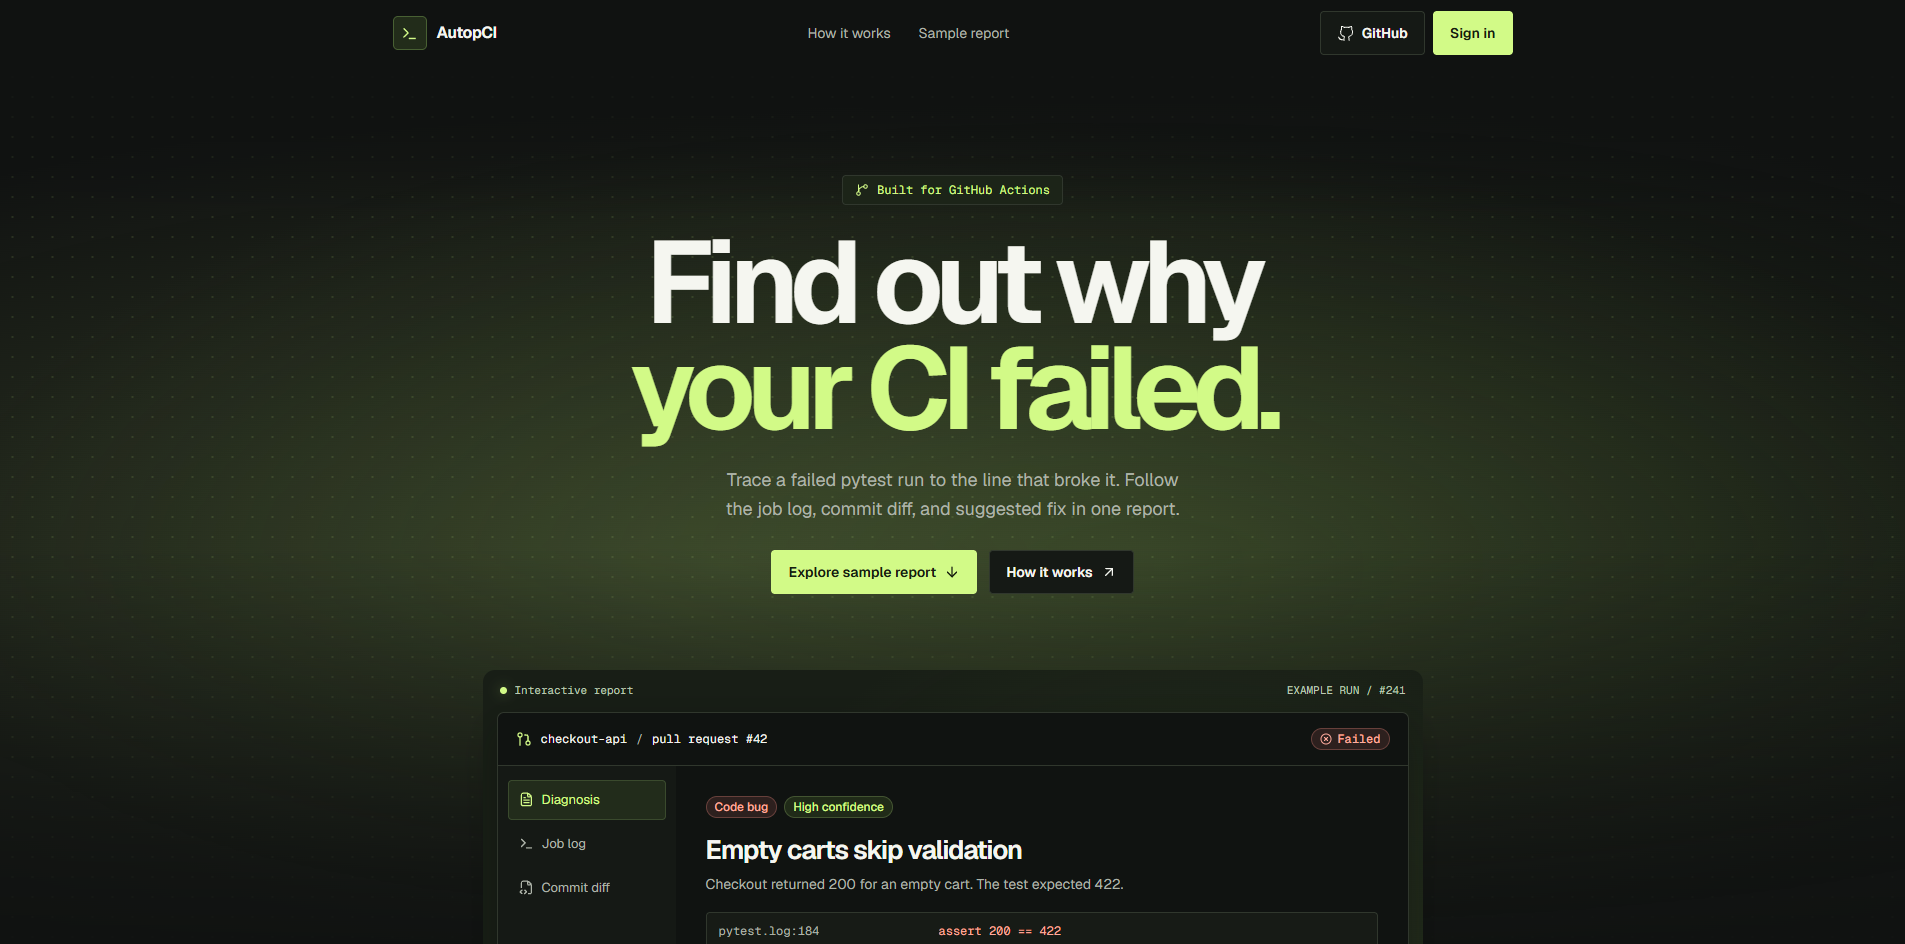 AutopCI
How it works
Sample report
GitHub
Sign in
Built for GitHub Actions
Find out why
your CI failed.
Trace a failed pytest run to the line that broke it. Follow
the job log, commit diff, and suggested fix in one report.
Explore sample report
How it works
Interactive report
EXAMPLE RUN / #241
checkout-api / pull request #42
Failed
Diagnosis
Job log
Commit diff
Code bug
High confidence
Empty carts skip validation
Checkout returned 200 for an empty cart. The test expected 422.
pytest.log:184
assert 200 == 422